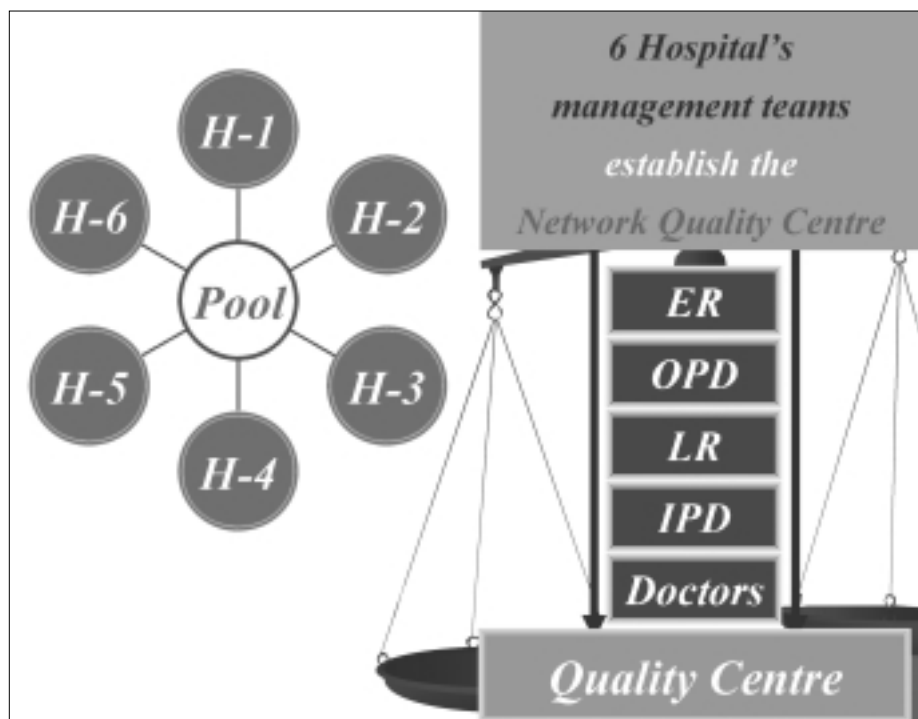 H-1
H-2
H-3
H-4
H-5
H-6
Pool
6 Hospital's
management teams
establish the
Network Quality Centre
ER
OPD
LR
IPD
Doctors
Quality Centre